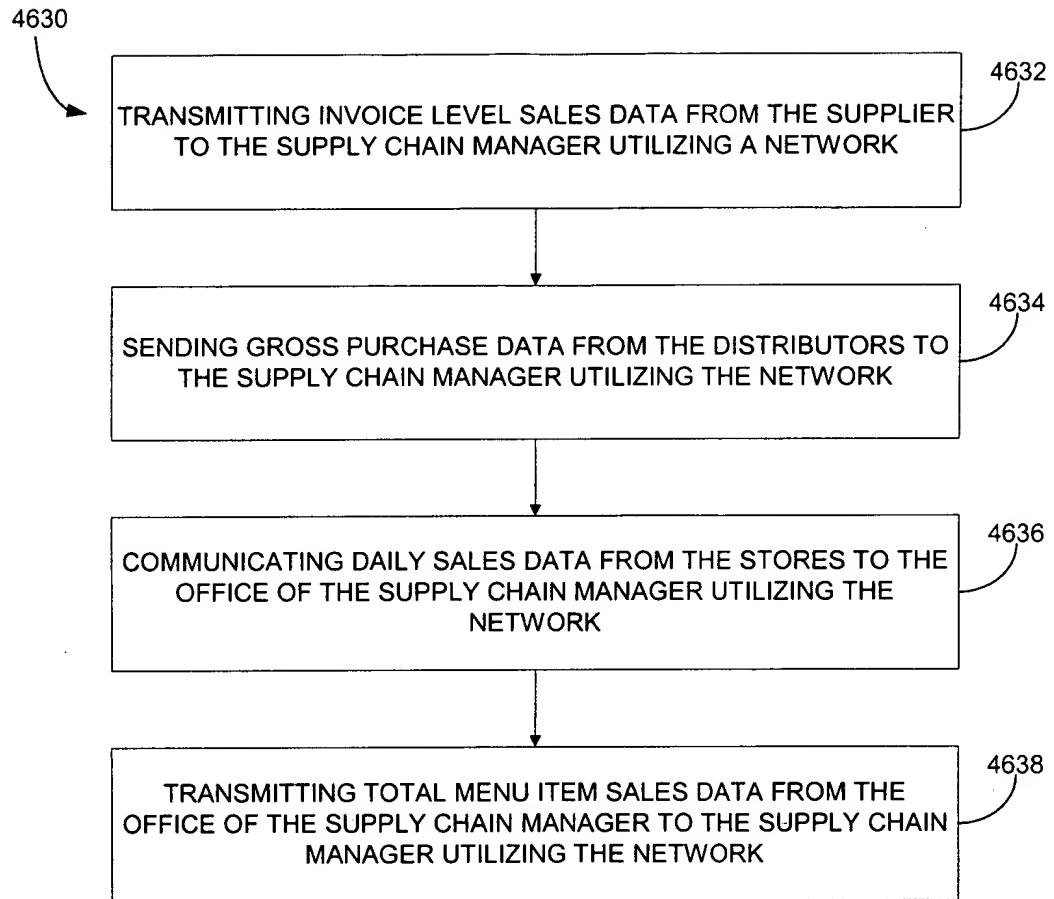 4630
4632
TRANSMITTING INVOICE LEVEL SALES DATA FROM THE SUPPLIER
TO THE SUPPLY CHAIN MANAGER UTILIZING A NETWORK
4634
SENDING GROSS PURCHASE DATA FROM THE DISTRIBUTORS TO
THE SUPPLY CHAIN MANAGER UTILIZING THE NETWORK
4636
COMMUNICATING DAILY SALES DATA FROM THE STORES TO THE
OFFICE OF THE SUPPLY CHAIN MANAGER UTILIZING THE
NETWORK
4638
TRANSMITTING TOTAL MENU ITEM SALES DATA FROM THE
OFFICE OF THE SUPPLY CHAIN MANAGER TO THE SUPPLY CHAIN
MANAGER UTILIZING THE NETWORK